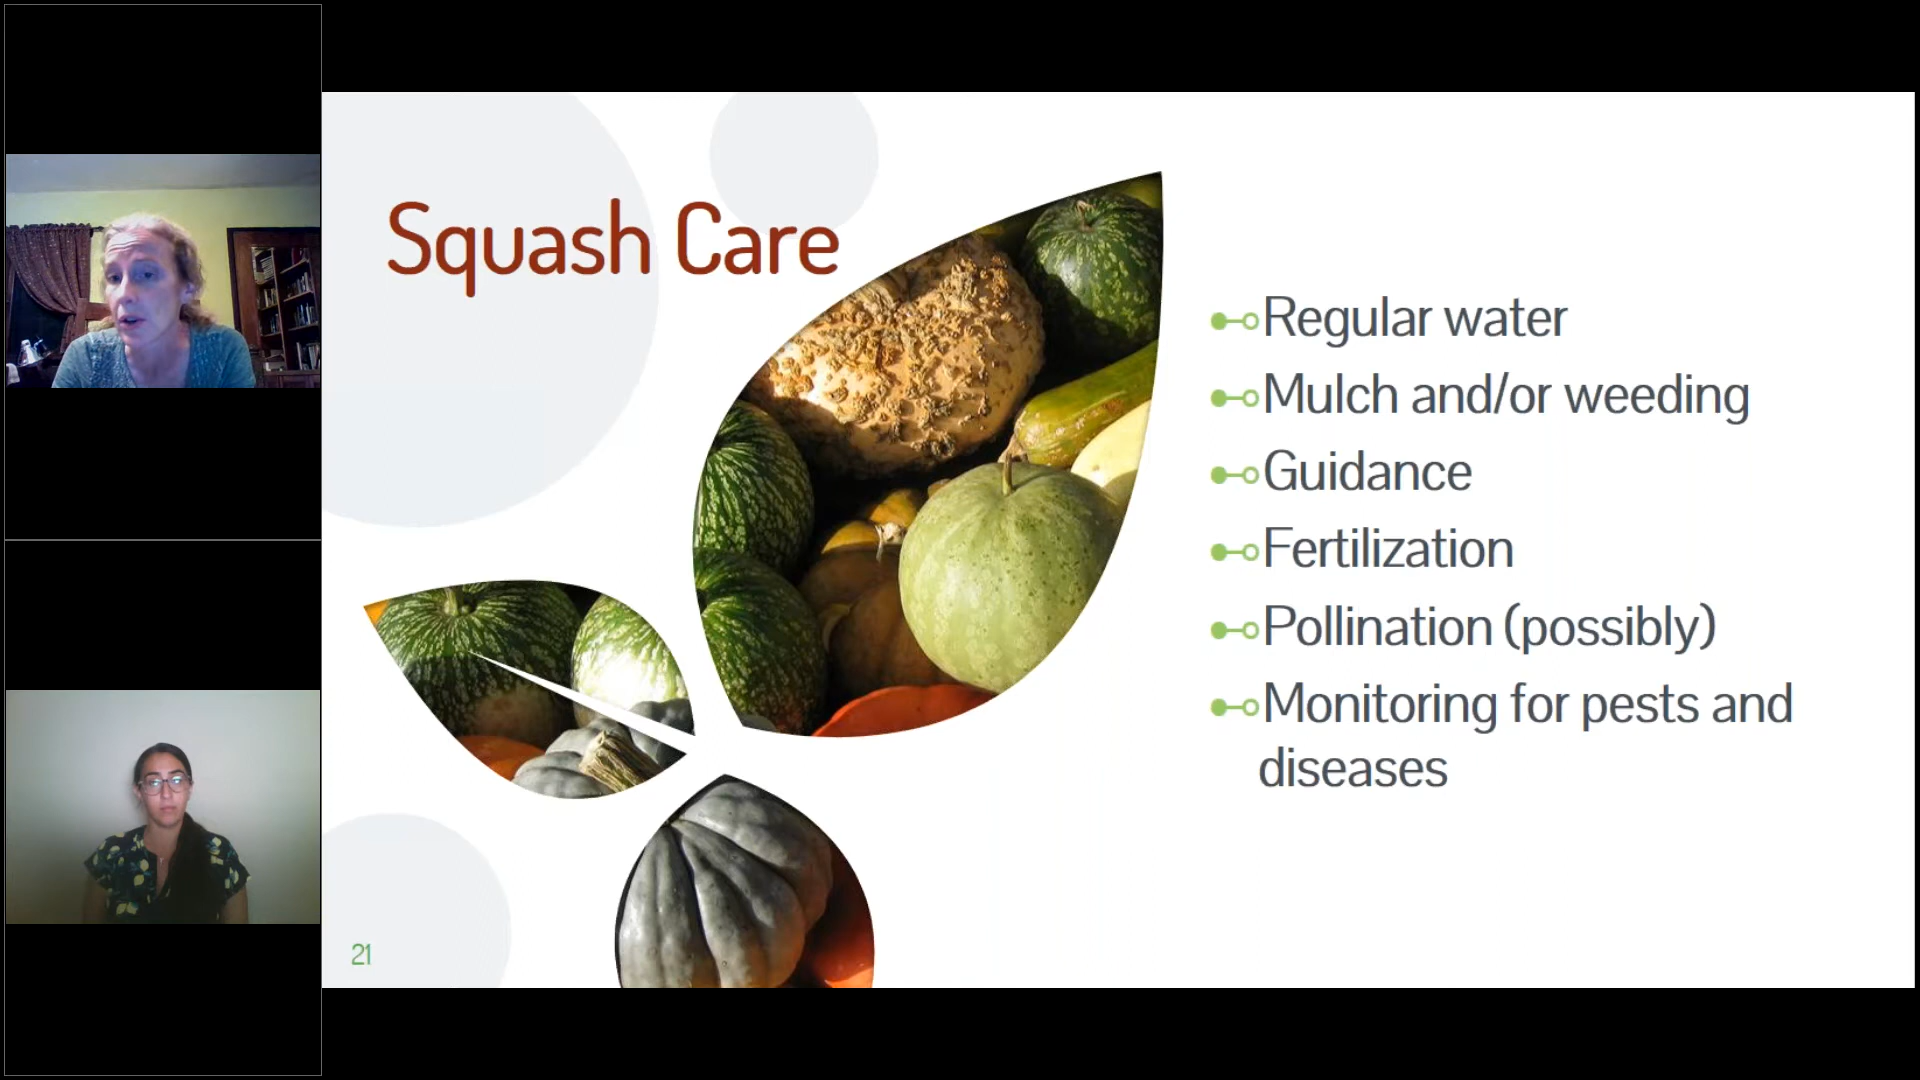 Squash Care
Regular water
Mulch and/or weeding
Guidance
Fertilization
Pollination (possibly)
Monitoring for pests and
diseases
21